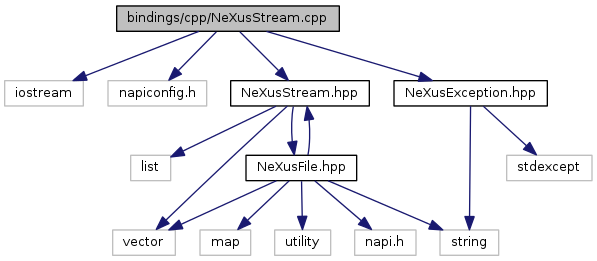 bindings/cpp/NeXusStream.cpp
iostream
napiconfig.h
NeXusStream.hpp
NeXusException.hpp
list
NeXusFile.hpp
stdexcept
vector
map
utility
napi.h
string